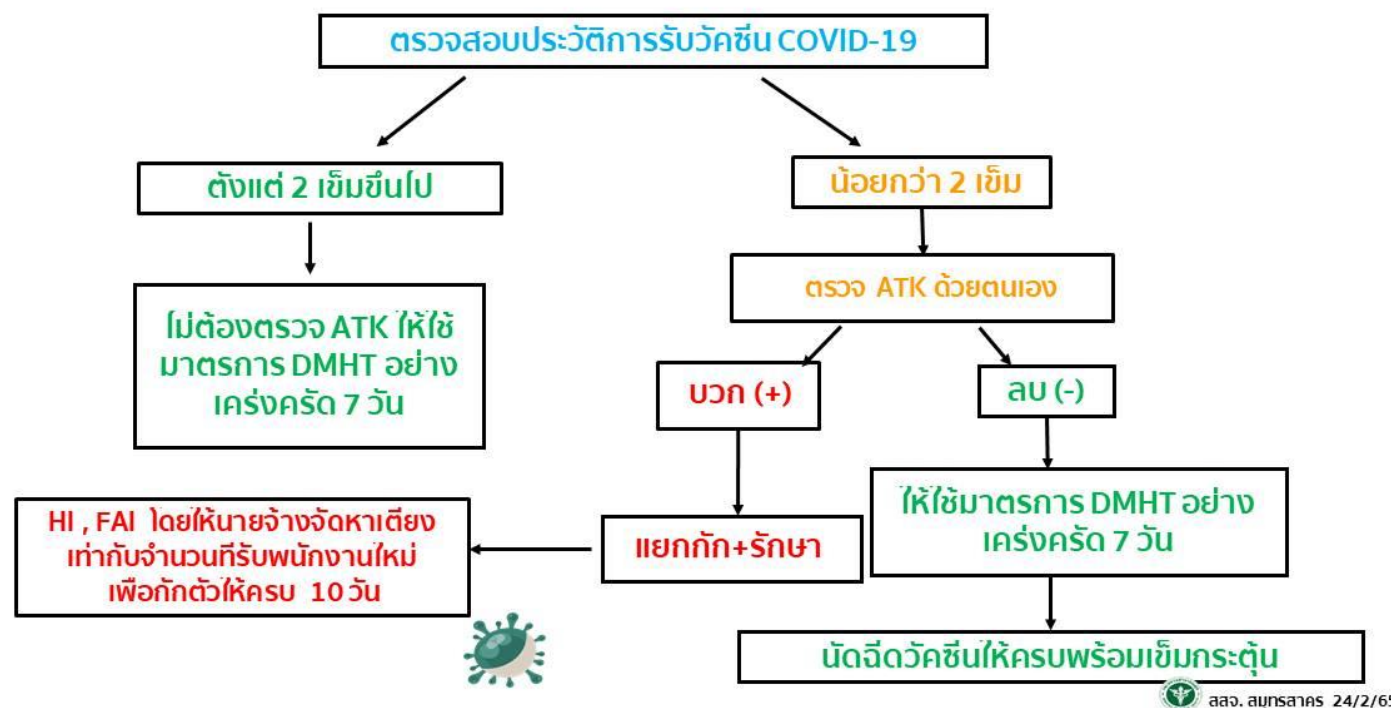 ตรวจสอบประวัติการรับวัคซีน COVID-19
ตั้งแต่ 2 เข็มขึ้นไป
น้อยกว่า 2 เข็ม
ตรวจ ATK ด้วยตนเอง
ไม่ต้องตรวจ ATK ให้ใช้
มาตรการ DMHT อย่าง
เคร่งครัด 7 วัน
บวก (+)
ลบ (-)
HI , FAI โดยให้นายจ้างจัดหาเตียง
เท่ากับจำนวนที่รับพนักงานใหม่
เพื่อกักตัวให้ครบ 10 วัน
แยกกัก+รักษา
ให้ใช้มาตรการ DMHT อย่าง
เคร่งครัด 7 วัน
นัดฉีดวัคซีนให้ครบพร้อมเข็มกระตุ้น
สสจ. สมุทรสาคร 24/2/65